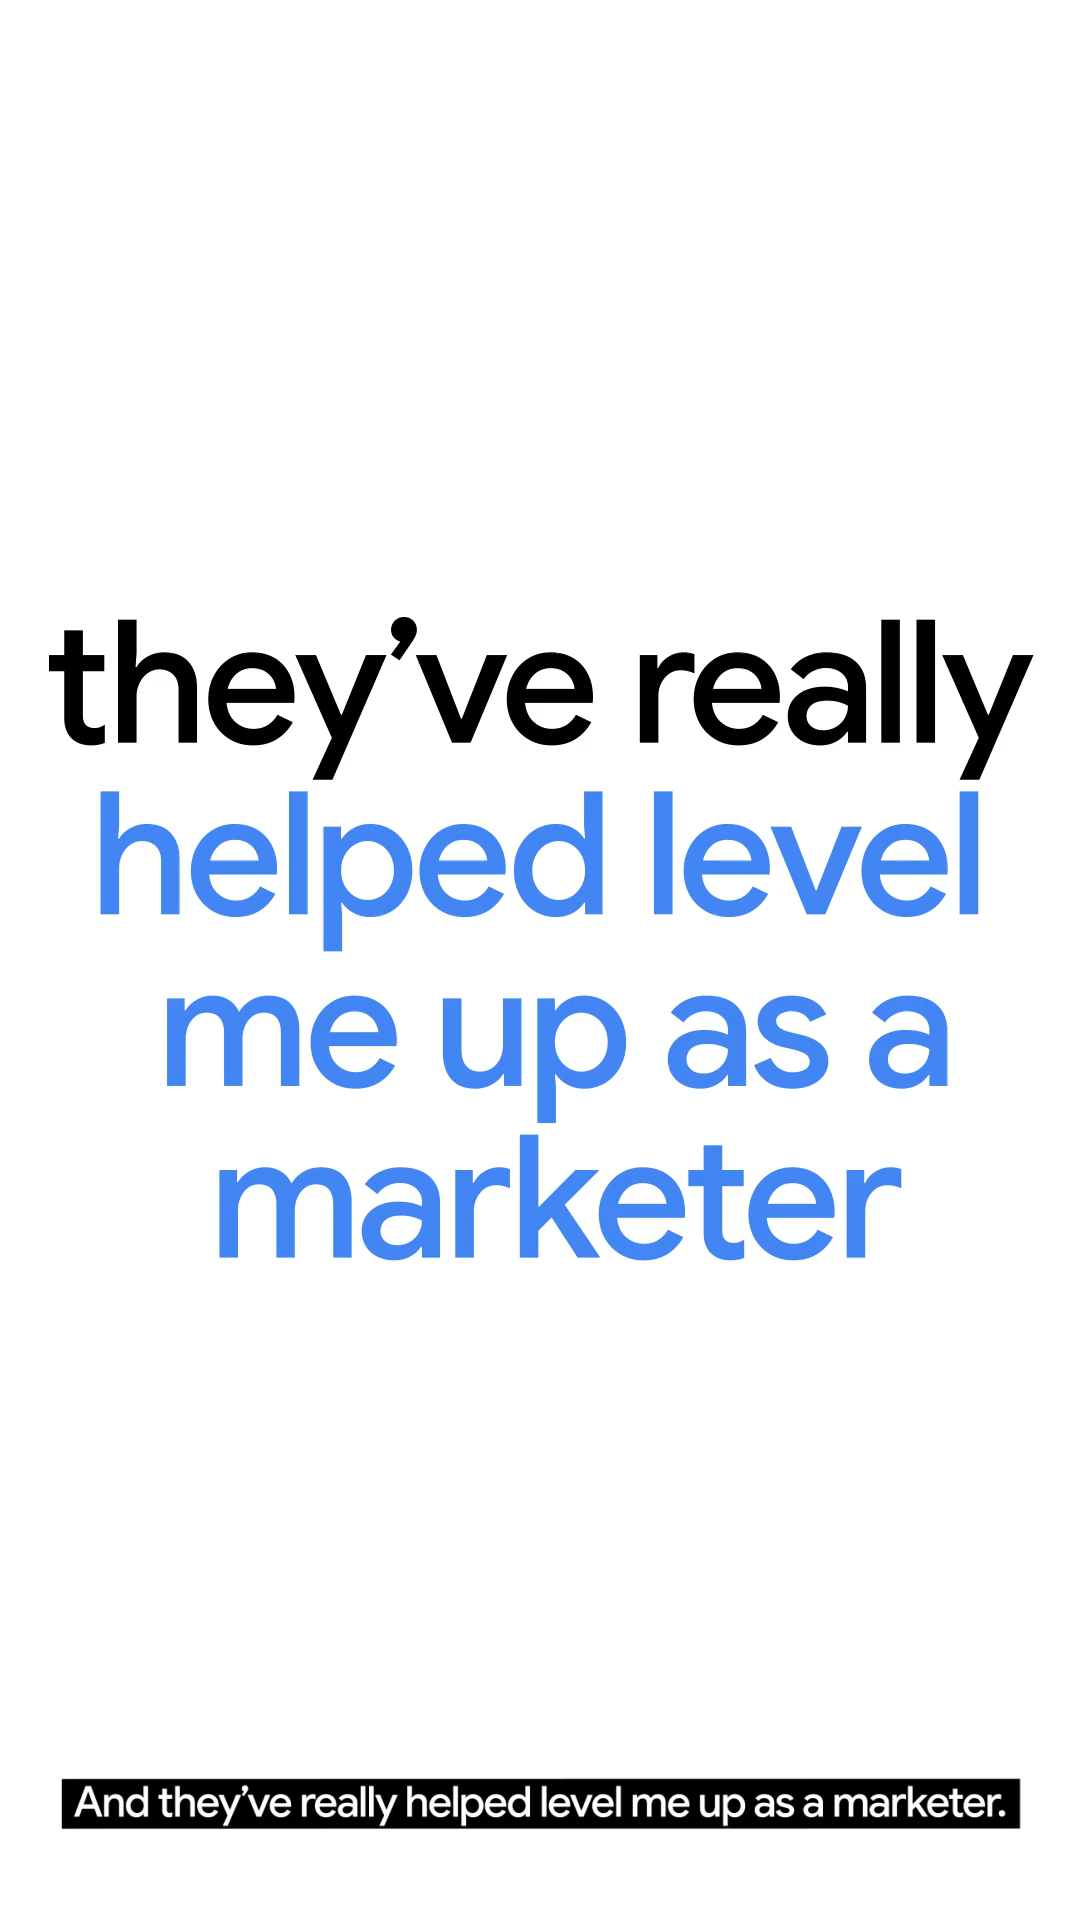 they’ve really
helped level
me up as a
marketer
And they’ve really helped level me up as a marketer.